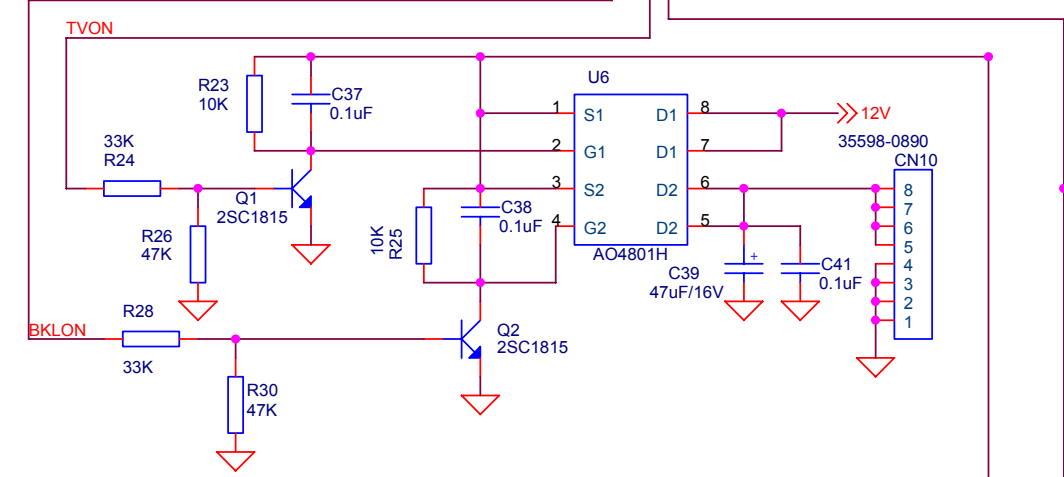 TVON
R23
10K
C37
0.1uF
U6
1
S1
D1
8
12V
2
G1
D1
7
3
S2
D2
6
4
G2
D2
5
AO4801H
35598-0890
CN10
8
7
6
5
4
3
2
1
33K
R24
Q1
2SC1815
R26
47K
10K
R25
C38
0.1uF
C39
47uF/16V
+
C41
0.1uF
BKLON
R28
33K
R30
47K
Q2
2SC1815